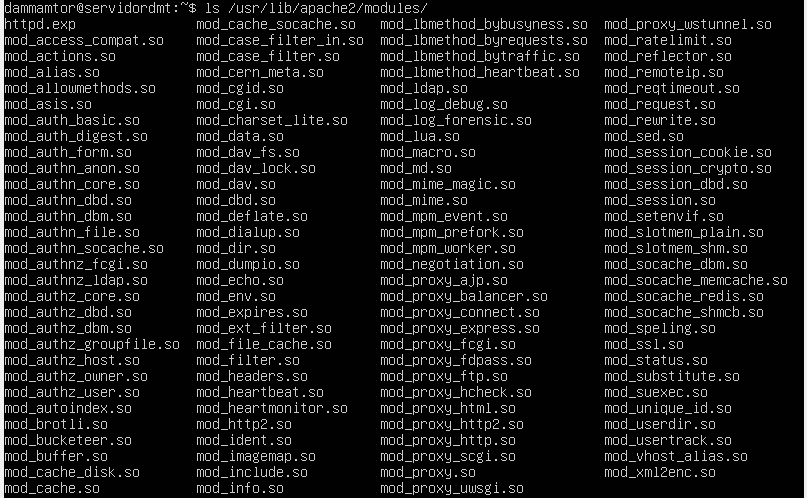 dammamtor@servidordmt:~$ ls /usr/lib/apache2/modules/
httpd.exp mod_cache_socache.so mod_lbmethod_bybusyness.so mod_proxy_wstunnel.so
mod_access_compat.so mod_case_filter_in.so mod_lbmethod_byrequests.so mod_ratelimit.so
mod_actions.so mod_case_filter.so mod_lbmethod_bytraffic.so mod_reflector.so
mod_alias.so mod_cern_meta.so mod_lbmethod_heartbeat.so mod_remoteip.so
mod_allowmethods.so mod_cgid.so mod_ldap.so mod_reqtimeout.so
mod_asis.so mod_cgi.so mod_log_debug.so mod_request.so
mod_auth_basic.so mod_charset_lite.so mod_log_forensic.so mod_rewrite.so
mod_auth_digest.so mod_data.so mod_lua.so mod_sed.so
mod_auth_form.so mod_dav_fs.so mod_macro.so mod_session_cookie.so
mod_authn_anon.so mod_dav_lock.so mod_md.so mod_session_crypto.so
mod_authn_core.so mod_dav.so mod_mime_magic.so mod_session_dbd.so
mod_authn_dbd.so mod_dbd.so mod_mime.so mod_session.so
mod_authn_dbm.so mod_deflate.so mod_mpm_event.so mod_setenvif.so
mod_authn_file.so mod_dialup.so mod_mpm_prefork.so mod_slotmem_plain.so
mod_authn_socache.so mod_dir.so mod_mpm_worker.so mod_slotmem_shm.so
mod_authnz_fcgi.so mod_dumpio.so mod_negotiation.so mod_socache_dbm.so
mod_authnz_ldap.so mod_echo.so mod_proxy_ajp.so mod_socache_memcache.so
mod_authz_core.so mod_env.so mod_proxy_balancer.so mod_socache_redis.so
mod_authz_dbd.so mod_expires.so mod_proxy_connect.so mod_socache_shmcb.so
mod_authz_dbm.so mod_ext_filter.so mod_proxy_express.so mod_speling.so
mod_authz_groupfile.so mod_file_cache.so mod_proxy_fcgi.so mod_ssl.so
mod_authz_host.so mod_filter.so mod_proxy_fdpass.so mod_status.so
mod_authz_owner.so mod_headers.so mod_proxy_ftp.so mod_substitute.so
mod_authz_user.so mod_heartbeat.so mod_proxy_hcheck.so mod_suexec.so
mod_autoindex.so mod_heartmonitor.so mod_proxy_html.so mod_unique_id.so
mod_brotli.so mod_http2.so mod_proxy_http2.so mod_userdir.so
mod_bucketeer.so mod_ident.so mod_proxy_http.so mod_usertrack.so
mod_buffer.so mod_imagemap.so mod_proxy_scgi.so mod_vhost_alias.so
mod_cache_disk.so mod_include.so mod_proxy.so mod_xml2enc.so
mod_cache.so mod_info.so mod_proxy_uwsgi.so